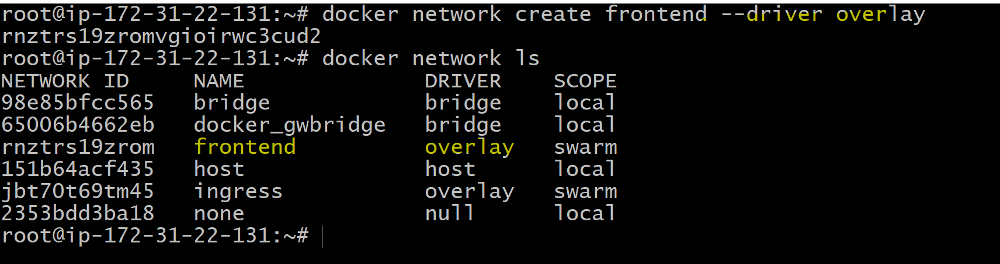 root@ip-172-31-22-131:~# docker network create frontend --driver overlay
rnztrs19zromvgioirwc3cud2
root@ip-172-31-22-131:~# docker network ls
NETWORK ID     NAME              DRIVER    SCOPE
98e85bfcc565   bridge            bridge    local
65006b4662eb   docker_gwbridge   bridge    local
rnztrs19zrom   frontend          overlay   swarm
151b64acf435   host              host      local
jbt70t69tm45   ingress           overlay   swarm
2353bdd3ba18   none              null      local
root@ip-172-31-22-131:~#